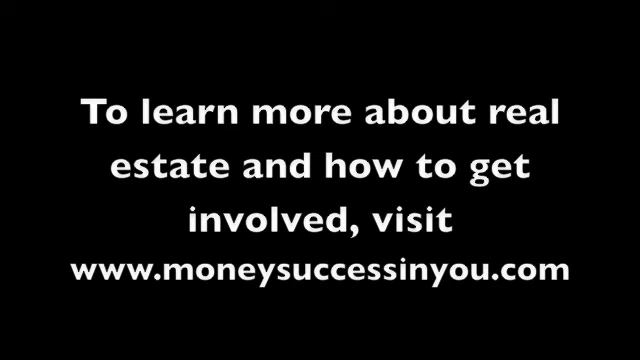 To learn more about real
estate and how to get
involved, visit
www.moneysuccessinyou.com